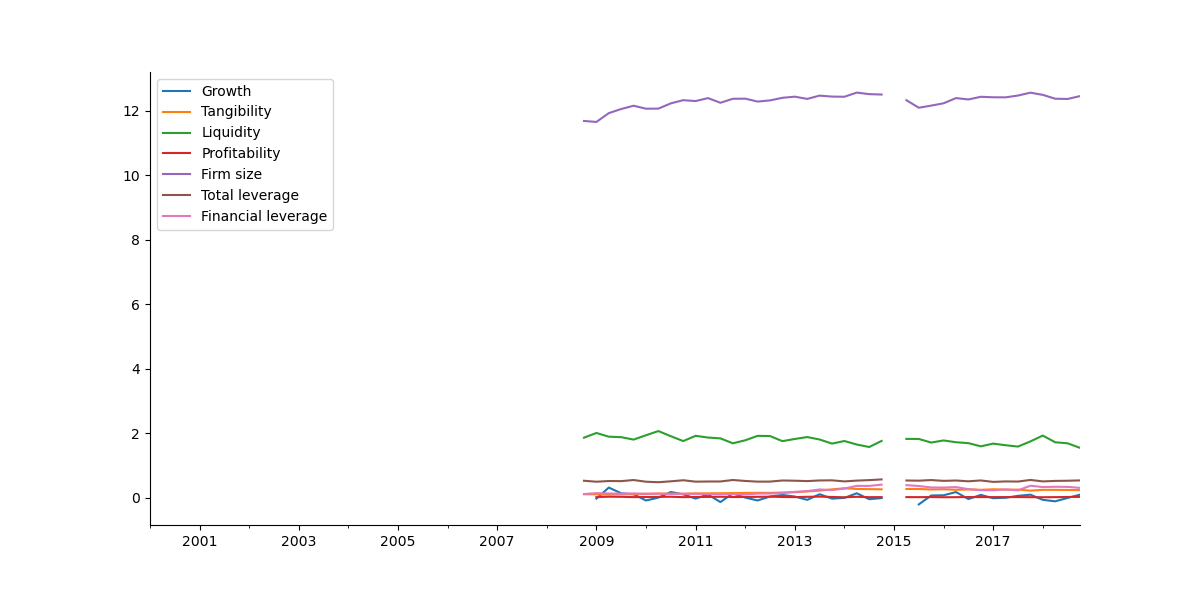 Growth
Tangibility
Liquidity
Profitability
Firm size
Total leverage
Financial leverage
12
10
8
6
4
2
0
2001 2003 2005 2007 2009 2011 2013 2015 2017